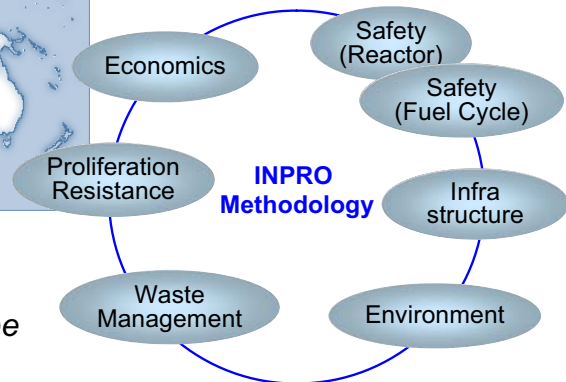 Safety
(Reactor)
Economics
Safety
(Fuel Cycle)
Proliferation
Resistance
INPRO
Methodology
Infra
structure
Waste
Management
Environment